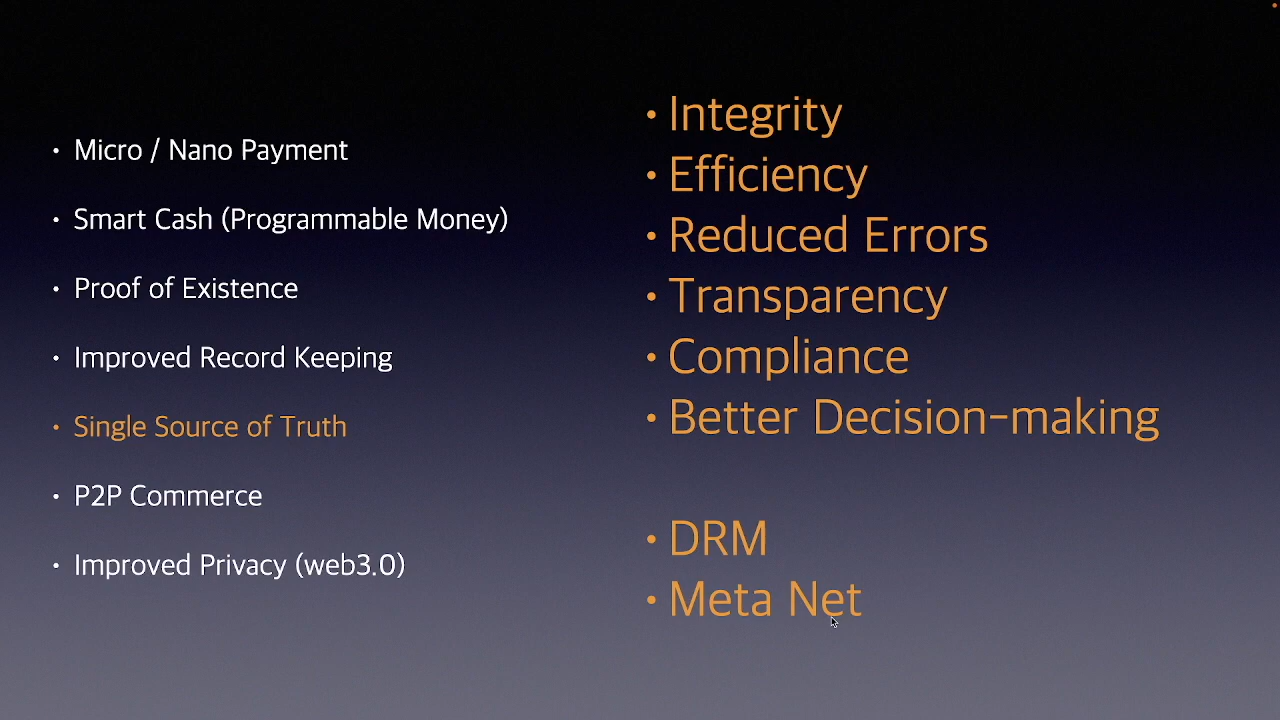 • Micro / Nano Payment
• Smart Cash (Programmable Money)
• Proof of Existence
• Improved Record Keeping
• Single Source of Truth
• P2P Commerce
• Improved Privacy (web3.0)
• Integrity
• Efficiency
• Reduced Errors
• Transparency
• Compliance
• Better Decision-making
• DRM
• Meta Net